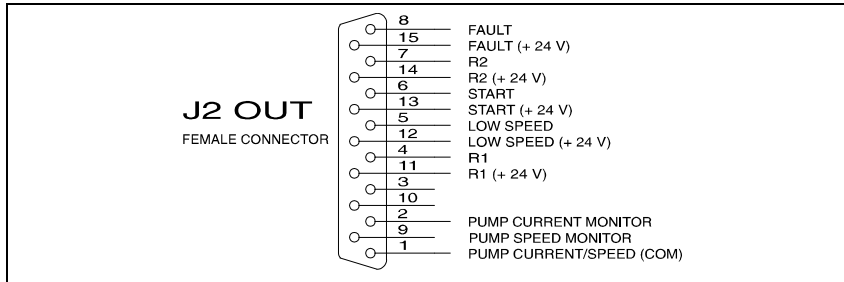 8 FAULT
15 FAULT (+ 24 V)
7 R2
14 R2 (+ 24 V)
6 START
13 START (+ 24 V)
J2 OUT
5 LOW SPEED
FEMALE CONNECTOR
12 LOW SPEED (+ 24 V)
4 R1
11 R1 (+ 24 V)
3
10
2 PUMP CURRENT MONITOR
9 PUMP SPEED MONITOR
1 PUMP CURRENT/SPEED (COM)